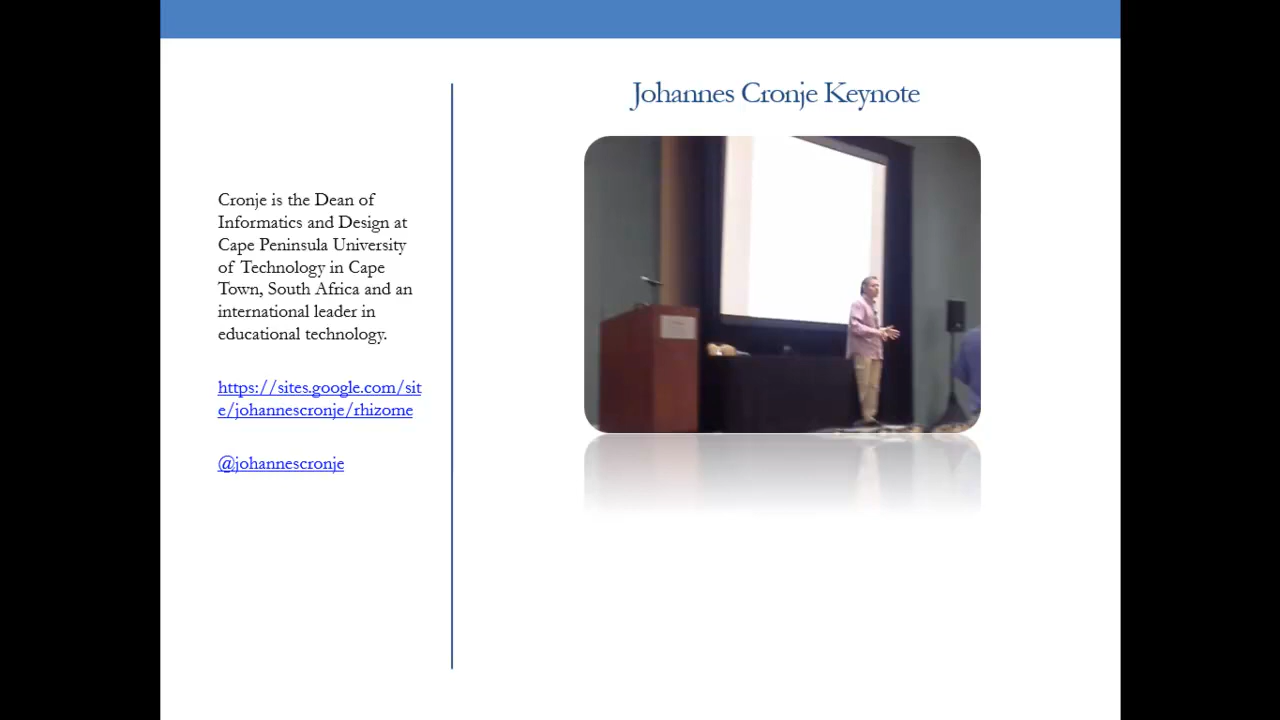 Johannes Cronje Keynote
Cronje is the Dean of
Informatics and Design at
Cape Peninsula University
of Technology in Cape
Town, South Africa and an
international leader in
educational technology.
https://sites.google.com/sit
e/johannescronje/rhizome
@johannescronje